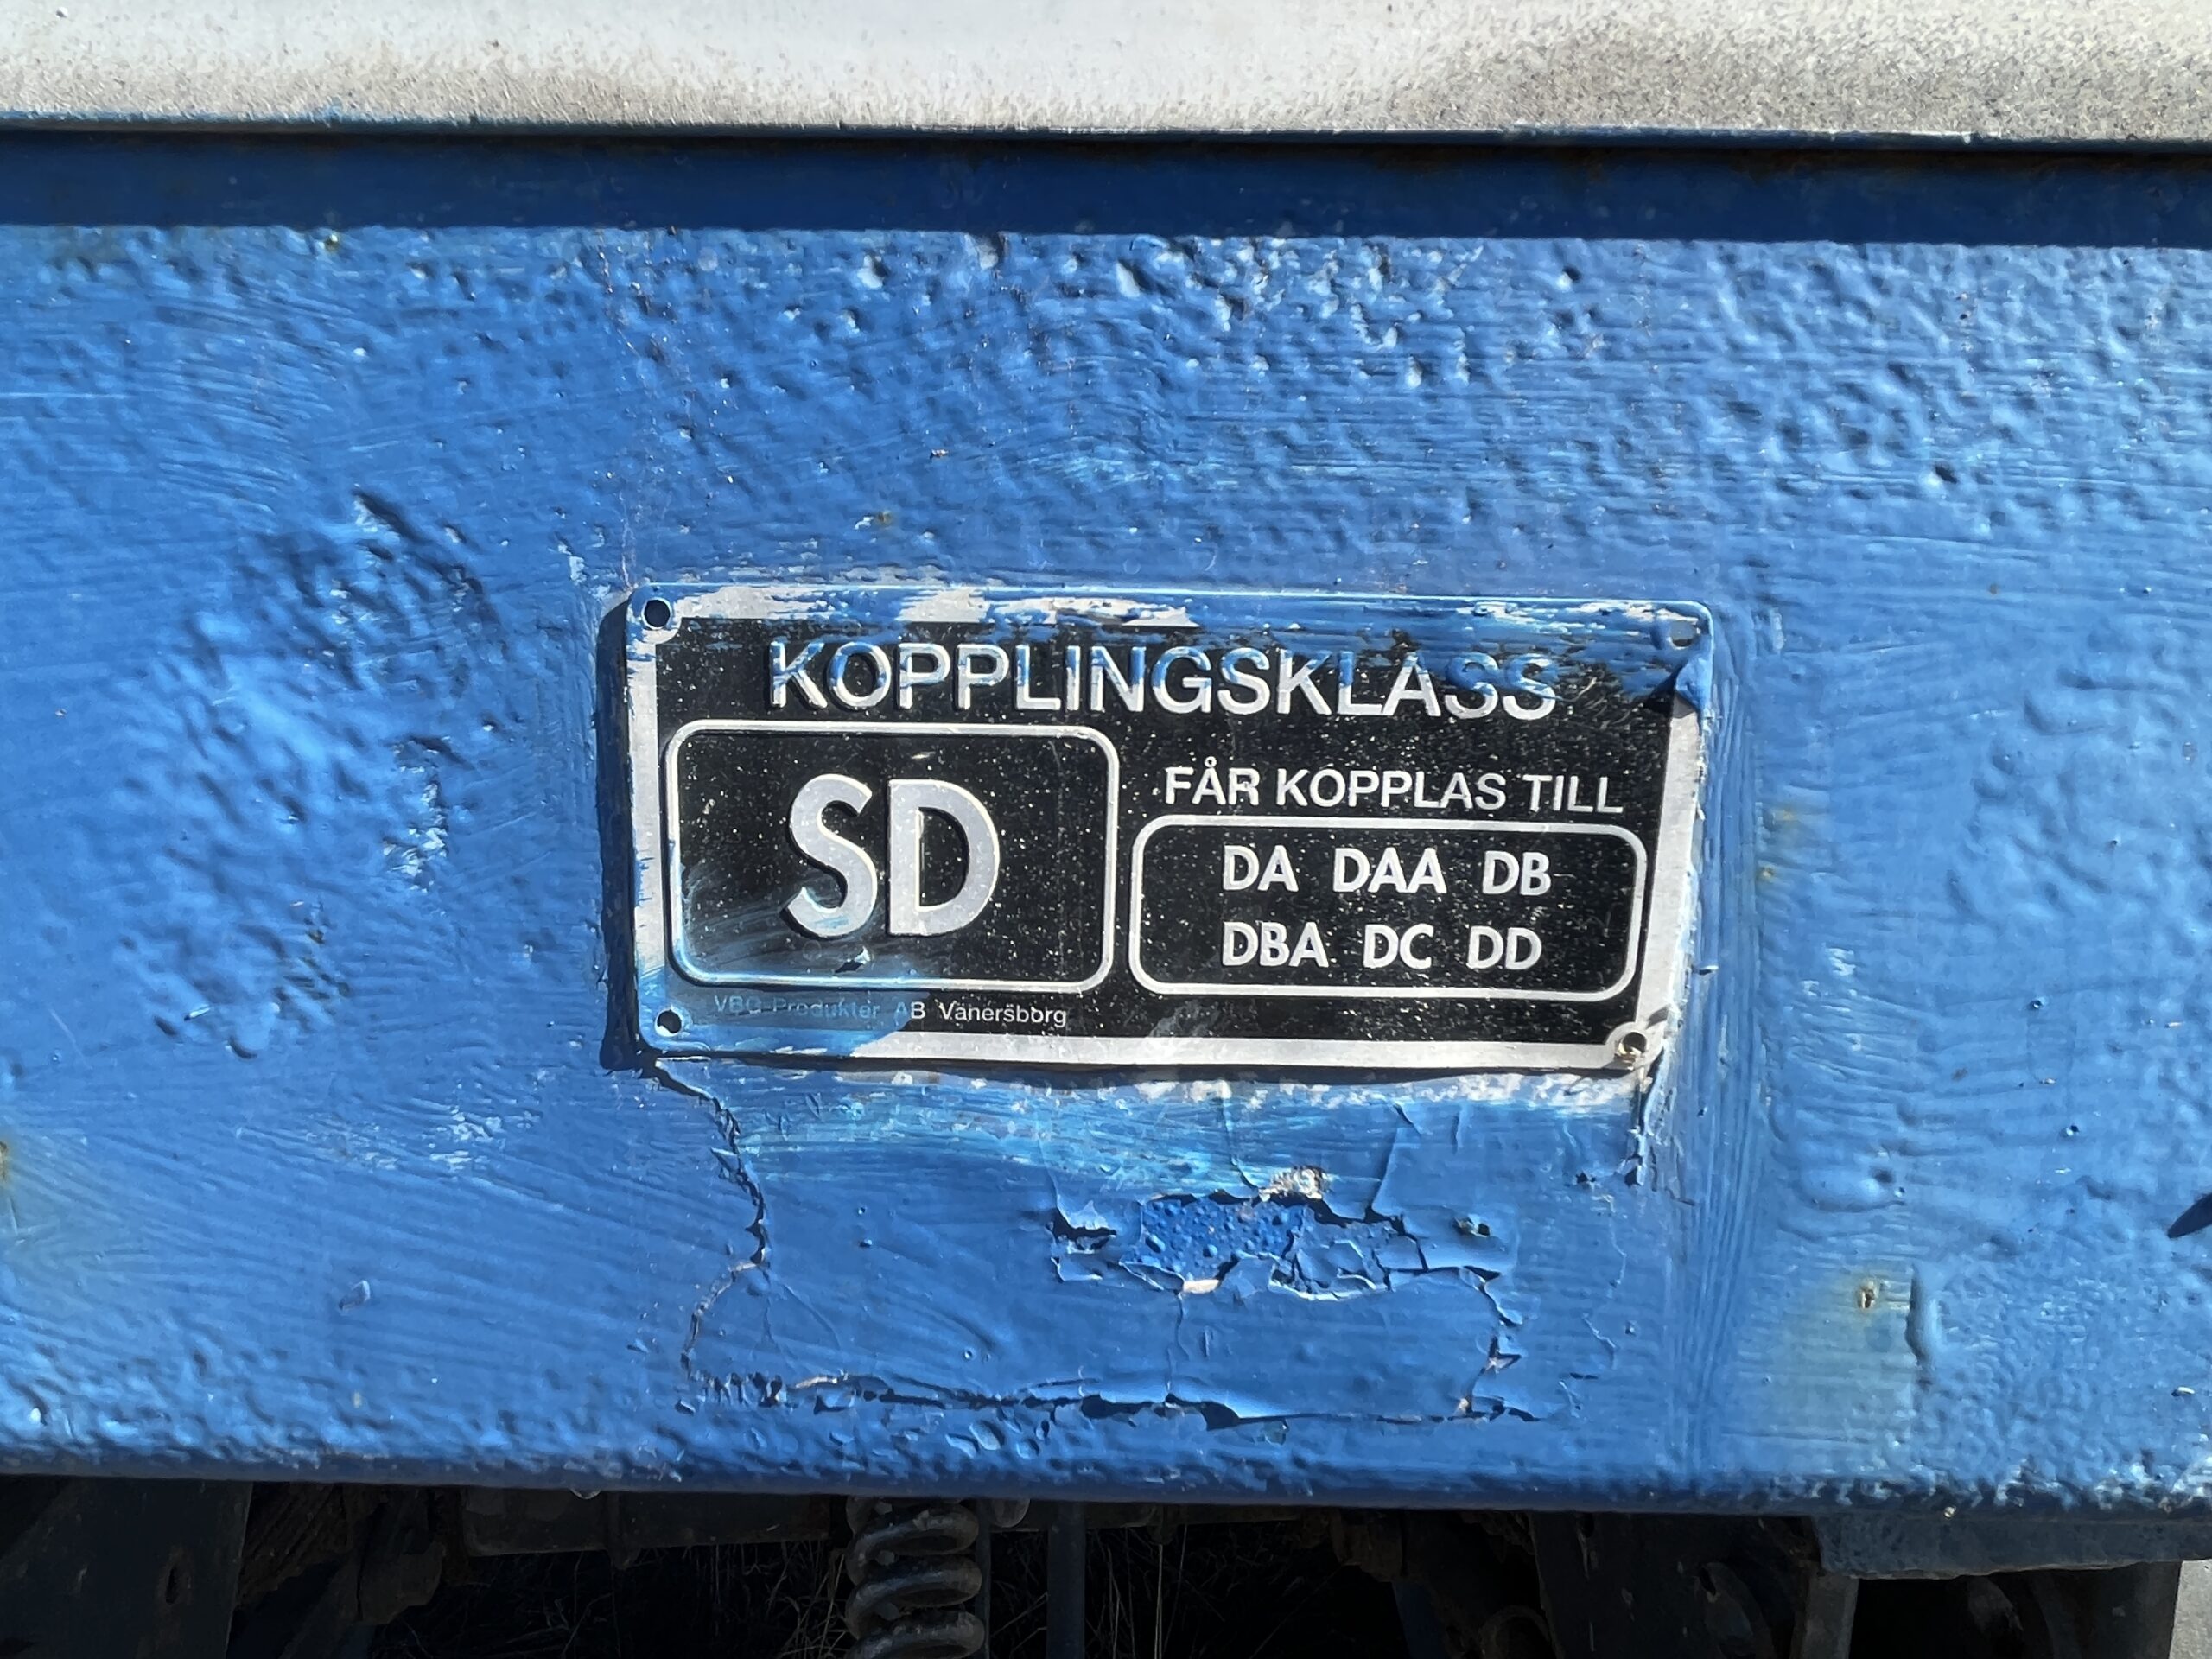 KOPPLINGSKLASS
SD
FÅR KOPPLAS TILL
DA DAA DB
DBA DC DD
VBG-Produkter AB Vänersborg